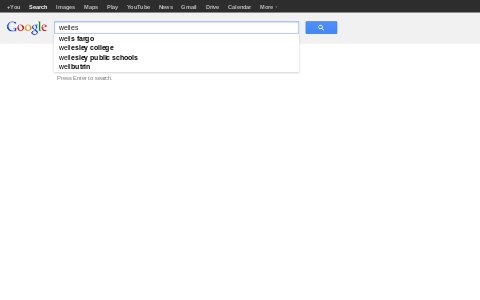 +You Search Images Maps Play YouTube News Gmail Drive Calendar More
Google welles
wells fargo
wellesley college
wellesley public schools
wellbutrin
Press Enter to search.